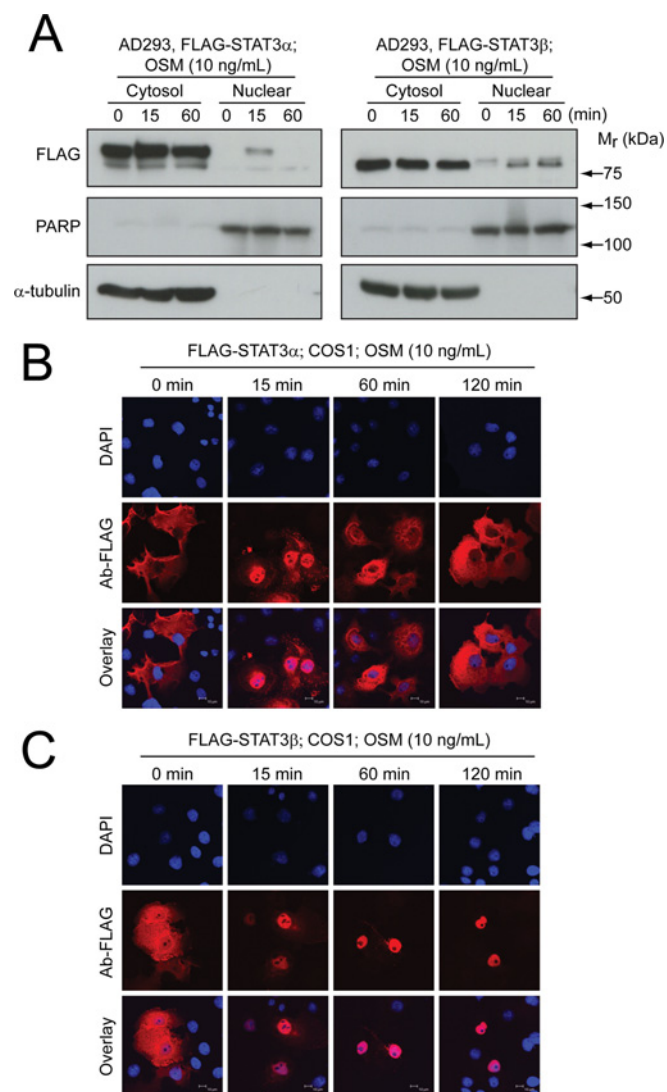 A
AD293, FLAG-STAT3α;
OSM (10 ng/mL)
Cytosol Nuclear
0 15 60 0 15 60 (min)
AD293, FLAG-STAT3β;
OSM (10 ng/mL)
Cytosol Nuclear
0 15 60 0 15 60
Mr (kDa)
FLAG
75
PARP
150
100
α-tubulin
50
B
FLAG-STAT3α; COS1; OSM (10 ng/mL)
0 min 15 min 60 min 120 min
DAPI
Ab-FLAG
Overlay
C
FLAG-STAT3β; COS1; OSM (10 ng/mL)
0 min 15 min 60 min 120 min
DAPI
Ab-FLAG
Overlay